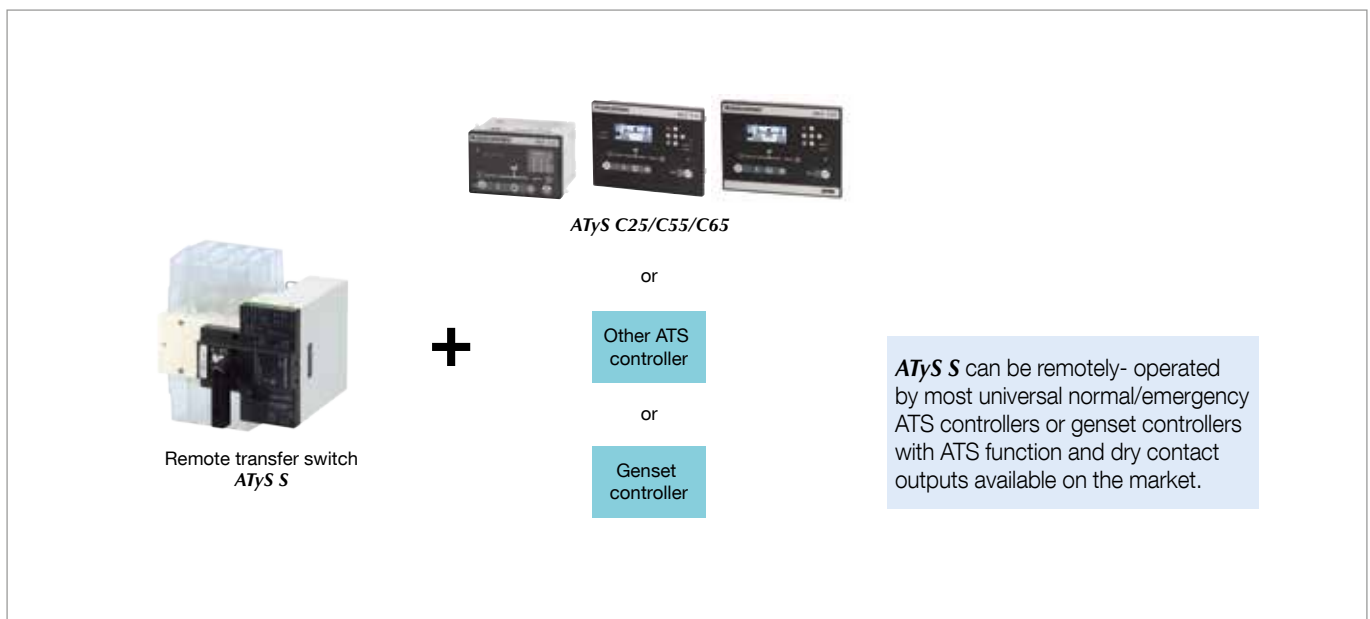 ATyS C25/C55/C65
or
Other ATS
controller
or
Genset
controller
Remote transfer switch
ATyS S
ATyS S can be remotely- operated
by most universal normal/emergency
ATS controllers or genset controllers
with ATS function and dry contact
outputs available on the market.